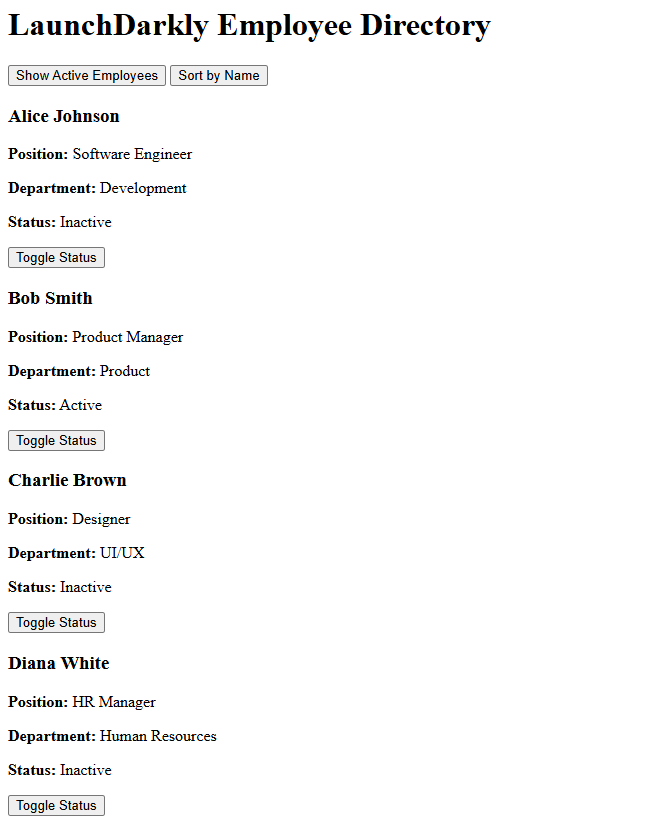 LaunchDarkly Employee Directory
Show Active Employees Sort by Name
Alice Johnson
Position: Software Engineer
Department: Development
Status: Inactive
Toggle Status
Bob Smith
Position: Product Manager
Department: Product
Status: Active
Toggle Status
Charlie Brown
Position: Designer
Department: UI/UX
Status: Inactive
Toggle Status
Diana White
Position: HR Manager
Department: Human Resources
Status: Inactive
Toggle Status